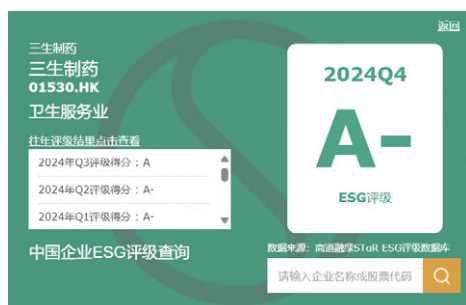 返回
三生制药
三生制药
01530.HK
卫生服务业
往年评级结果点击查看
2024年Q3评级得分：A
2024年Q2评级得分：A-
2024年Q1评级得分：A-
中国企业ESG评级查询
2024Q4
A-
ESG评级
数据来源：商道融绿STαR ESG评级数据库
请输入企业名称或股票代码